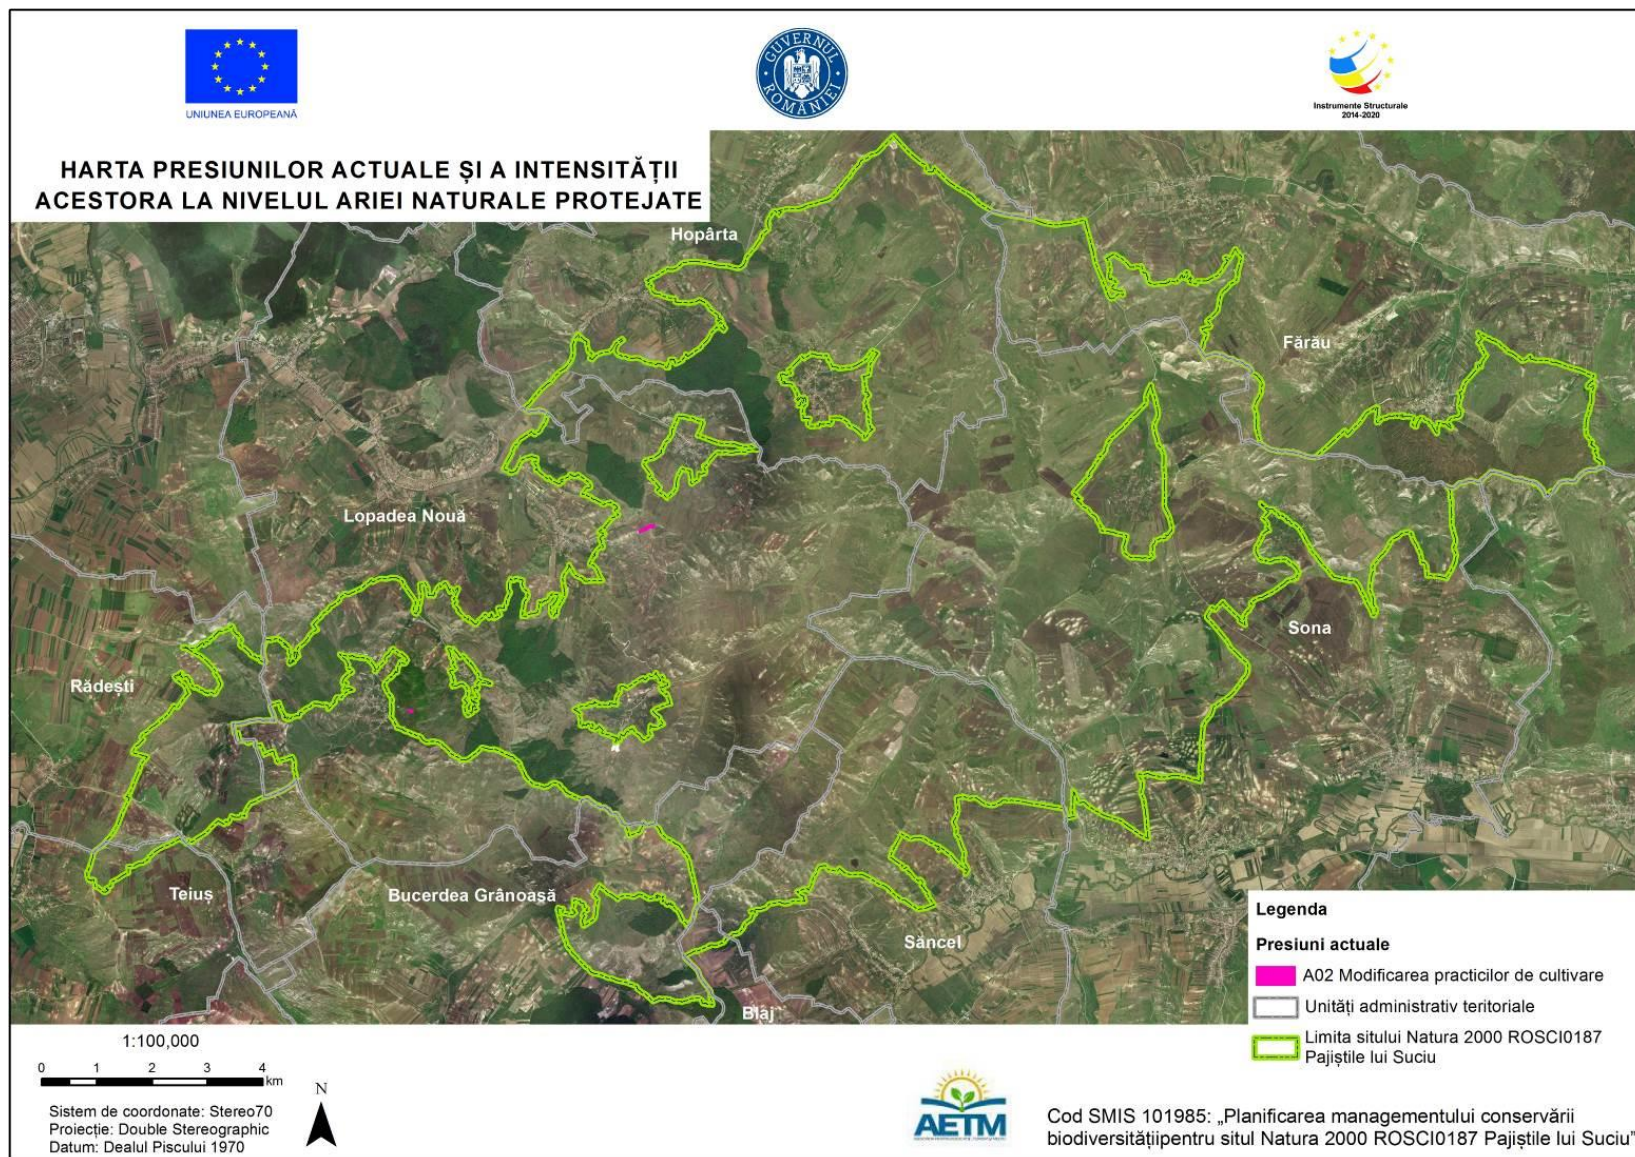 UNIUNEA EUROPEANĂ
GUVERNUL ROMÂNIEI
Instrumente Structurale
2014-2020
HARTA PRESIUNILOR ACTUALE ȘI A INTENSITĂȚII
ACESTORA LA NIVELUL ARIEI NATURALE PROTEJATE
Hopârta
Fărău
Lopadea Nouă
Sona
Rădești
Teiuș
Bucerdea Grânoasă
Săncel
Blaj
Legenda
Presiuni actuale
A02 Modificarea practicilor de cultivare
Unități administrativ teritoriale
Limita sitului Natura 2000 ROSCI0187
Pajiștile lui Suciu
1:100,000
0 1 2 3 4
km
N
Sistem de coordonate: Stereo70
Proiecție: Double Stereographic
Datum: Dealul Piscului 1970
AETM
Cod SMIS 101985: „Planificarea managementului conservării
biodiversitățiipentru situl Natura 2000 ROSCI0187 Pajiștile lui Suciu”